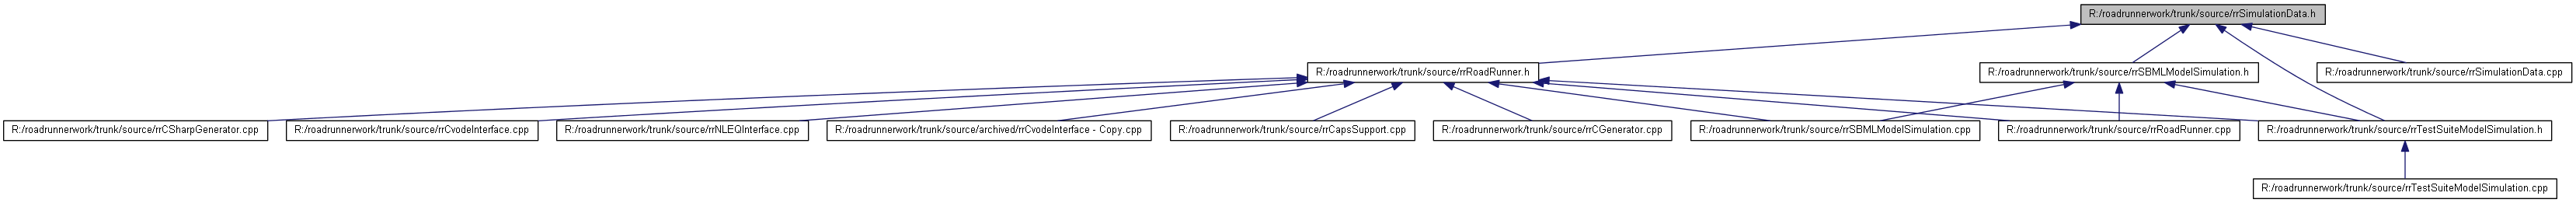 R:/roadrunnerwork/trunk/source/rrSimulationData.h
R:/roadrunnerwork/trunk/source/rrRoadRunner.h
R:/roadrunnerwork/trunk/source/rrSBMLModelSimulation.h
R:/roadrunnerwork/trunk/source/rrSimulationData.cpp
R:/roadrunnerwork/trunk/source/rrCSharpGenerator.cpp
R:/roadrunnerwork/trunk/source/rrCvodeInterface.cpp
R:/roadrunnerwork/trunk/source/rrNLEQInterface.cpp
R:/roadrunnerwork/trunk/source/archived/rrCvodeInterface - Copy.cpp
R:/roadrunnerwork/trunk/source/rrCapsSupport.cpp
R:/roadrunnerwork/trunk/source/rrCGenerator.cpp
R:/roadrunnerwork/trunk/source/rrSBMLModelSimulation.cpp
R:/roadrunnerwork/trunk/source/rrRoadRunner.cpp
R:/roadrunnerwork/trunk/source/rrTestSuiteModelSimulation.h
R:/roadrunnerwork/trunk/source/rrTestSuiteModelSimulation.cpp